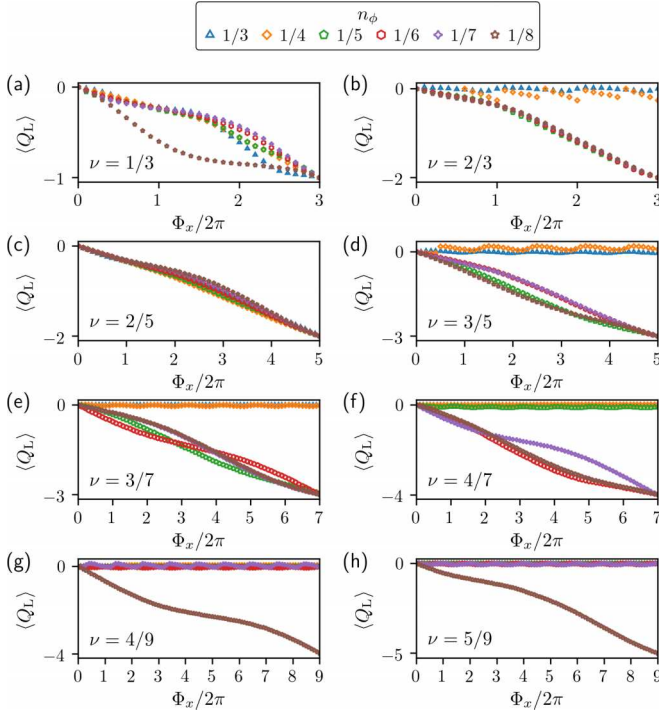 n_ϕ
1/3 1/4 1/5 1/6 1/7 1/8
(a) (b)
0 0
⟨Q_L⟩ ⟨Q_L⟩
ν = 1/3 ν = 2/3
−1 −2
0 1 2 3 0 1 2 3
Φ_x/2π Φ_x/2π
(c) (d)
0 0
⟨Q_L⟩ ⟨Q_L⟩
ν = 2/5 ν = 3/5
−2 −3
0 1 2 3 4 5 0 1 2 3 4 5
Φ_x/2π Φ_x/2π
(e) (f)
0 0
⟨Q_L⟩ ⟨Q_L⟩
ν = 3/7 ν = 4/7
−3 −4
0 1 2 3 4 5 6 7 0 1 2 3 4 5 6 7
Φ_x/2π Φ_x/2π
(g) (h)
0 0
⟨Q_L⟩ ⟨Q_L⟩
ν = 4/9 ν = 5/9
−4 −5
0 1 2 3 4 5 6 7 8 9 0 1 2 3 4 5 6 7 8 9
Φ_x/2π Φ_x/2π